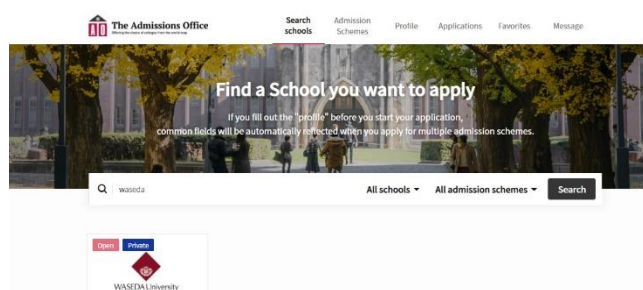 The Admissions Office
Search schools
Admission Schemes
Profile
Applications
Favorites
Message
Find a School you want to apply
If you fill out the "profile" before you start your application,
common fields will be automatically reflected when you apply for multiple admission schemes.
waseda
All schools
All admission schemes
Search
Open
Private
WASEDA University